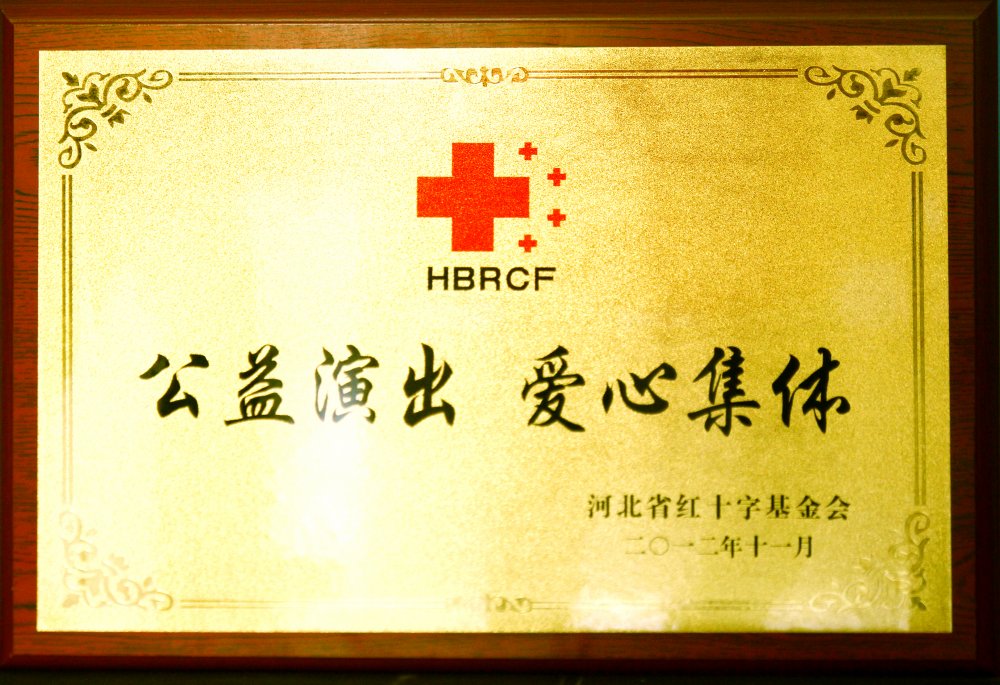 HBRCF
公益演出 爱心集体
河北省红十字基金会
二〇一二年十一月